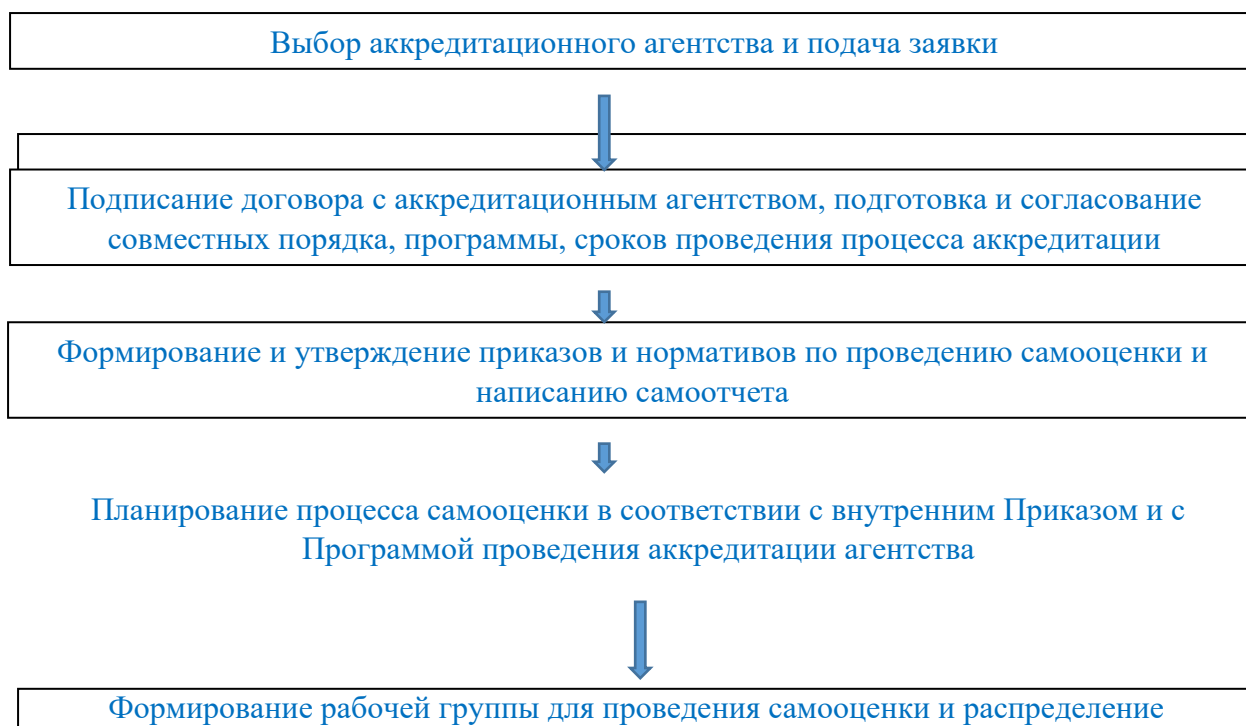 Выбор аккредитационного агентства и подача заявки
Подписание договора с аккредитационным агентством, подготовка и согласование
совместных порядка, программы, сроков проведения процесса аккредитации
Формирование и утверждение приказов и нормативов по проведению самооценки и
написанию самоотчета
Планирование процесса самооценки в соответствии с внутренним Приказом и с
Программой проведения аккредитации агентства
Формирование рабочей группы для проведения самооценки и распределение